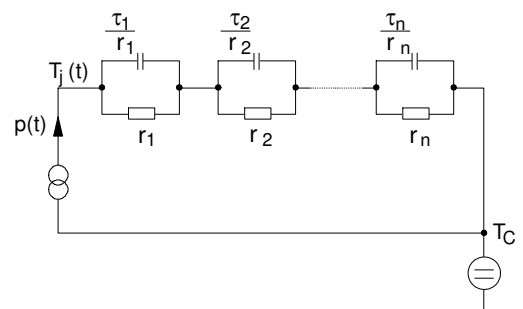 τ1 τ2 τn
r1 r2 rn
Tj (t)
p(t)
r1 r2 rn
TC